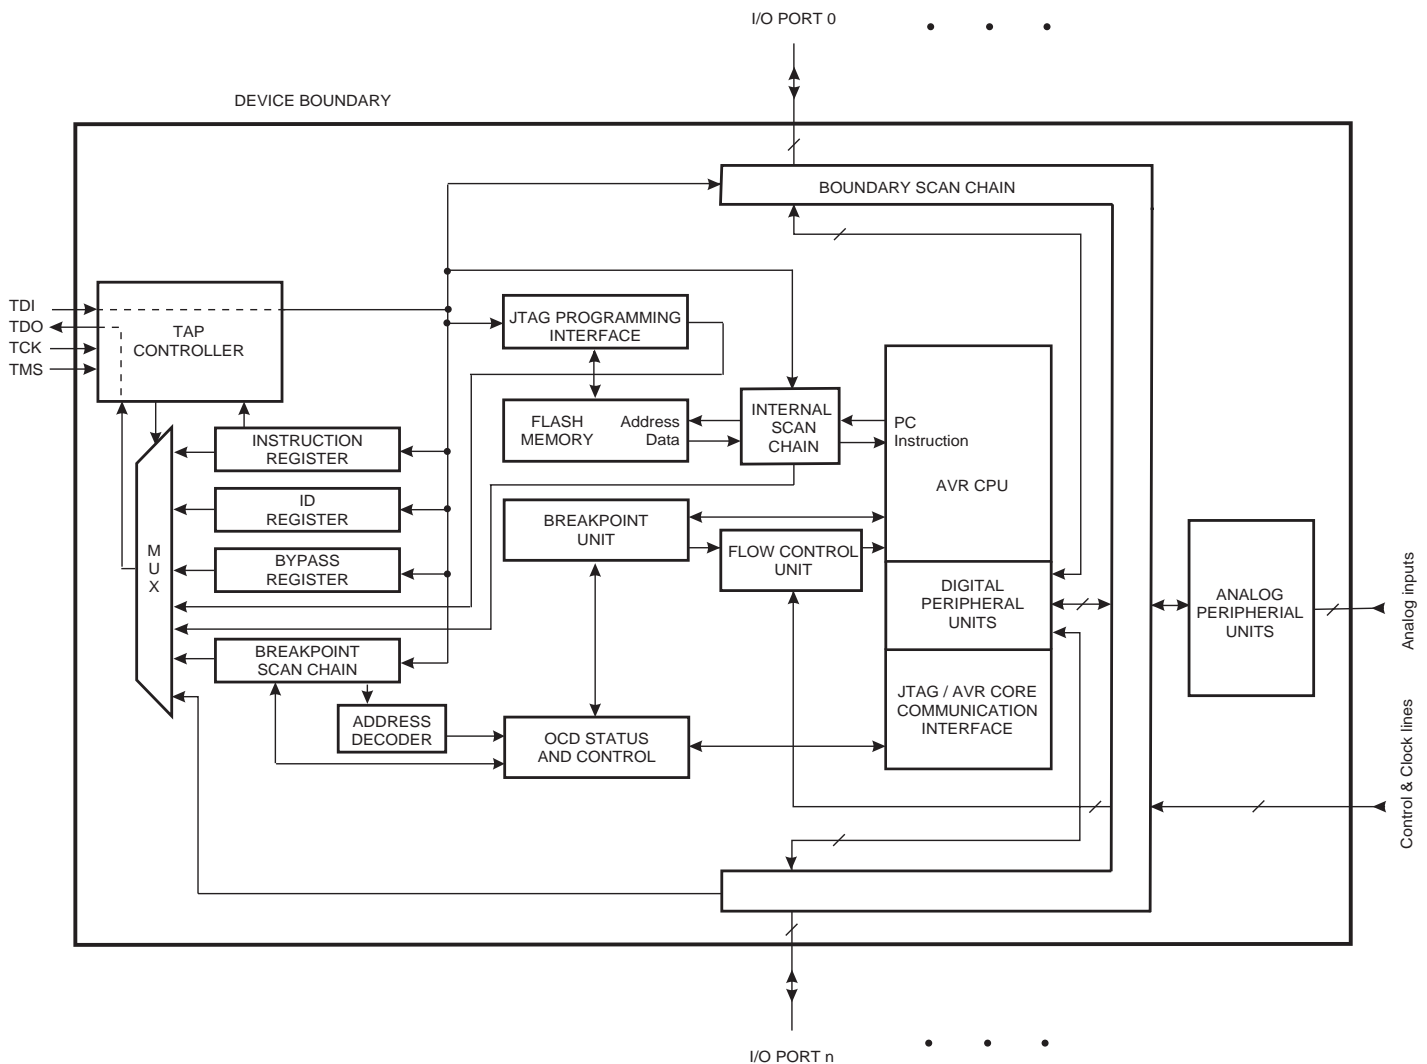 I/O PORT 0
DEVICE BOUNDARY
BOUNDARY SCAN CHAIN
TDI
TDO
TCK
TMS
TAP
CONTROLLER
JTAG PROGRAMMING
INTERFACE
FLASH
MEMORY
Address
Data
INTERNAL
SCAN
CHAIN
PC
Instruction
AVR CPU
INSTRUCTION
REGISTER
ID
REGISTER
BYPASS
REGISTER
M
U
X
BREAKPOINT
UNIT
FLOW CONTROL
UNIT
DIGITAL
PERIPHERAL
UNITS
ANALOG
PERIPHERIAL
UNITS
Analog inputs
BREAKPOINT
SCAN CHAIN
ADDRESS
DECODER
OCD STATUS
AND CONTROL
JTAG / AVR CORE
COMMUNICATION
INTERFACE
Control & Clock lines
I/O PORT n